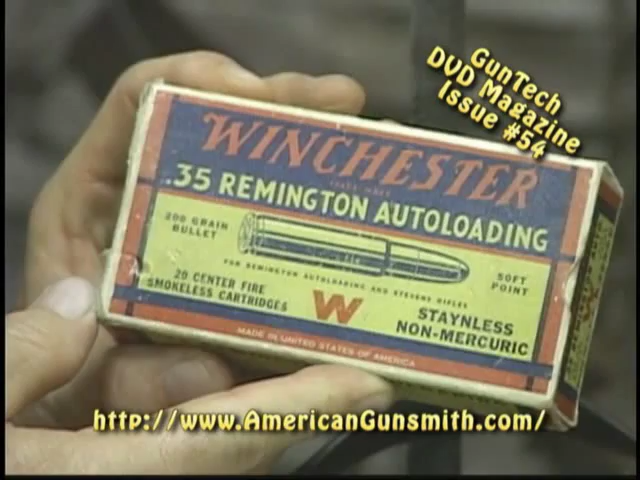 GunTech
DVD Magazine
Issue #54
WINCHESTER
TRADE MARK
.35 REMINGTON AUTOLOADING
200 GRAIN
BULLET
FOR REMINGTON AUTOLOADING AND STEVENS RIFLES
SOFT
POINT
20 CENTER FIRE
SMOKELESS CARTRIDGES
W
STAYNLESS
NON-MERCURIC
MADE IN UNITED STATES OF AMERICA
http://www.AmericanGunsmith.com/